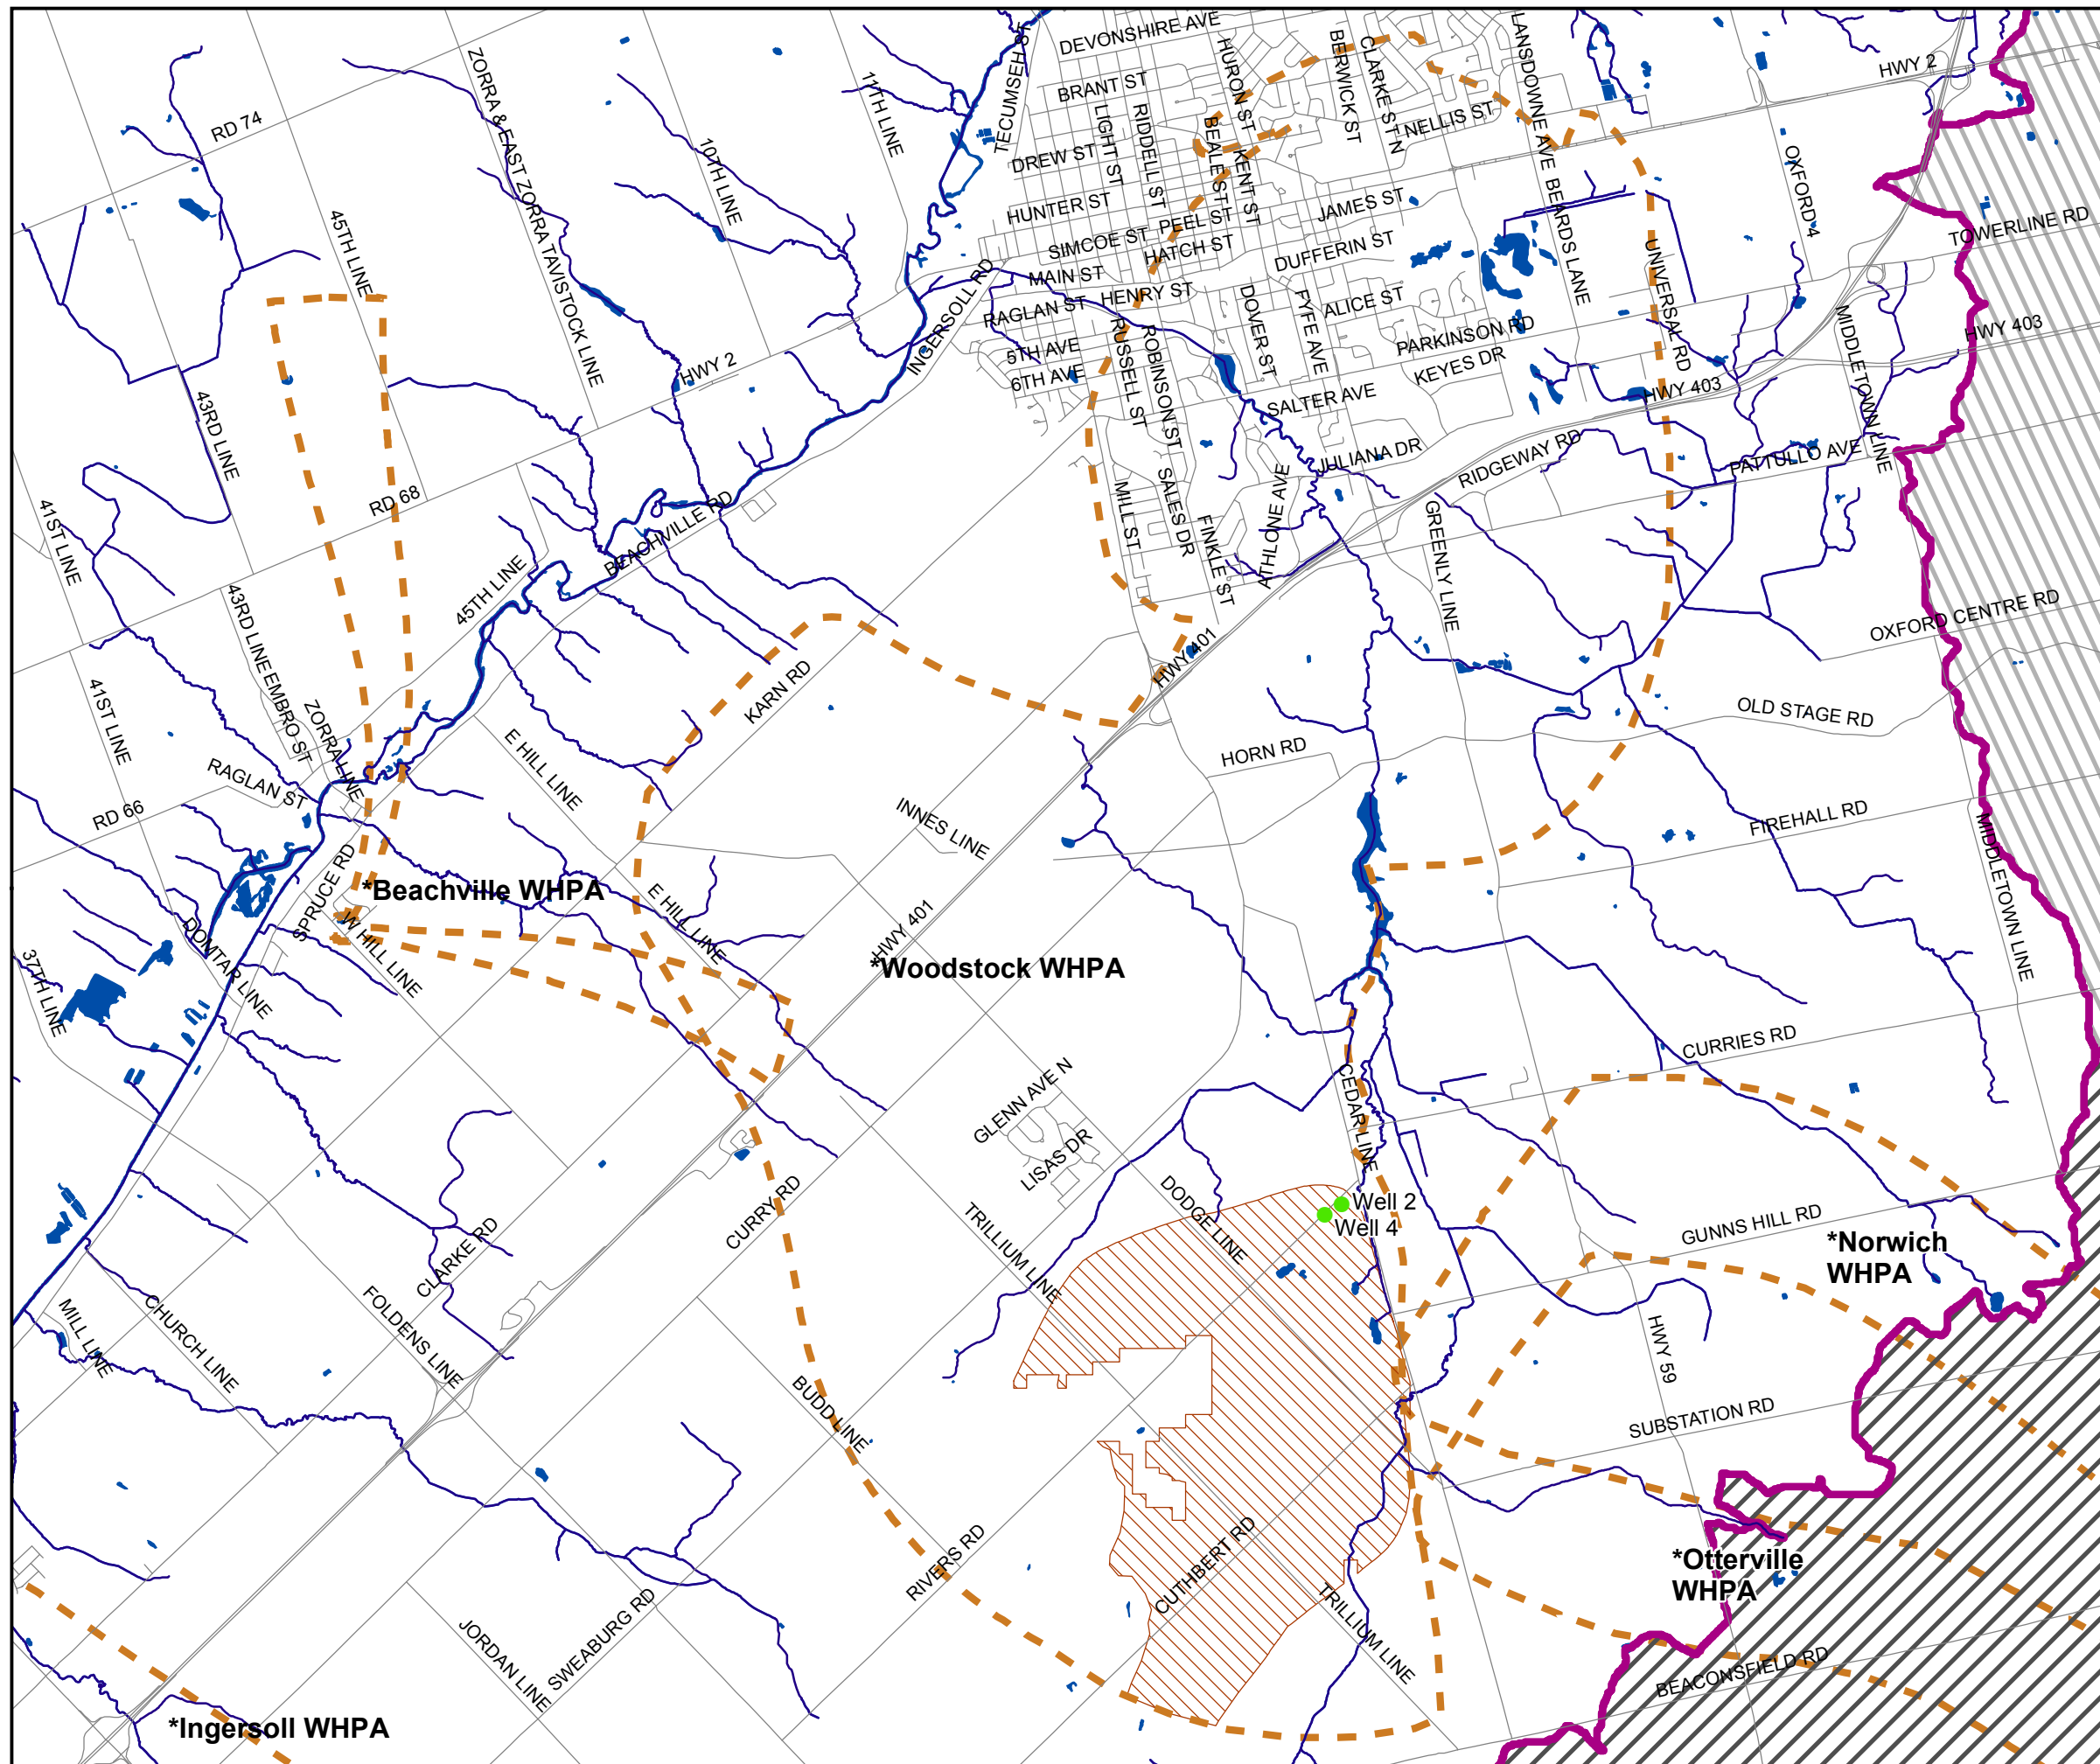 DEVONSHIRE AVE
BRANT ST
TECUMSEH ST
HURON ST
BERWICK ST
CLARKE ST N
LANSDOWNE AVE
NELLIS ST
HWY 2
RD 74
ZORRA & EAST ZORRA TAVISTOCK LINE
11TH LINE
10TH LINE
LIGHT ST
RIDDELL ST
BEALE ST
KENT ST
DREW ST
BEARDS LANE
OXFORD 4
TOWERLINE RD
HUNTER ST
PEEL ST
JAMES ST
SIMCOE ST
HATCH ST
DUFFERIN ST
UNIVERSAL RD
45TH LINE
MAIN ST
INGERSOLL RD
HENRY ST
RAGLAN ST
DOVER ST
FYFE AVE
ALICE ST
PARKINSON RD
KEYES DR
MIDDLETOWN LINE
HWY 403
5TH AVE
6TH AVE
RUSSELL ST
ROBINSON ST
SALTER AVE
HWY 403
HWY 2
43RD LINE
RD 68
JULIANA DR
RIDGEWAY RD
PATTULLO AVE
MILL ST
SALES DR
FINKLE ST
ATHLONE AVE
GREENLY LINE
41ST LINE
BEACHVILLE RD
45TH LINE
43RD LINE
EMBRO ST
ZORRA LINE
OXFORD CENTRE RD
KARN RD
HWY 401
OLD STAGE RD
41ST LINE
E HILL LINE
HORN RD
RAGLAN ST
RD 66
INNES LINE
FIREHALL RD
MIDDLETOWN LINE
SPRUCE RD
*Beachville WHPA
E HILL LINE
W HILL LINE
HWY 401
*Woodstock WHPA
DOMTAR LINE
37TH LINE
CURRIES RD
GLENN AVE N
LISAS DR
CEDAR LINE
CURRY RD
TRILLIUM LINE
DODGE LINE
Well 2
Well 4
GUNNS HILL RD
*Norwich
WHPA
CLARKE RD
FOLDENS LINE
CHURCH LINE
MILL LINE
HWY 59
BUDD LINE
SUBSTATION RD
RIVERS RD
CUTHBERT RD
*Otterville
WHPA
TRILLIUM LINE
SWEABURG RD
JORDAN LINE
BEACONSFIELD RD
*Ingersoll WHPA